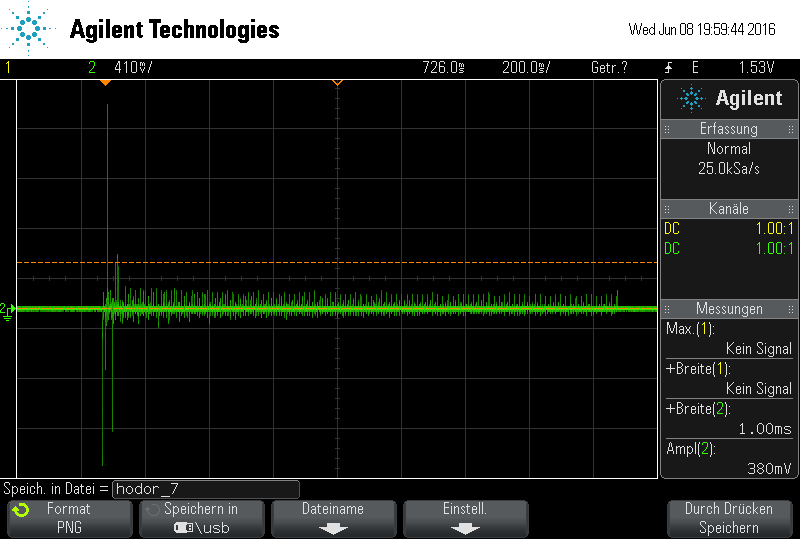 Agilent Technologies
Wed Jun 08 19:59:44 2016
1 2 410mV/ 726.0ms 200.0ms/ Getr.? E 1.53V
Agilent
Erfassung
Normal
25.0kSa/s
Kanäle
DC 1.00:1
DC 1.00:1
Messungen
Max.(1):
Kein Signal
+Breite(1):
Kein Signal
+Breite(2):
1.00ms
Ampl(2):
380mV
2
Speich. in Datei = hodor_7
Format
PNG
Speichern in
\usb
Dateiname
Einstell.
Durch Drücken
Speichern